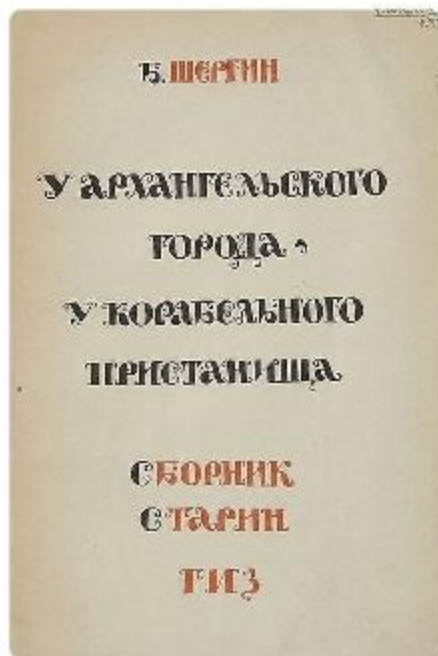 Б. ШЕРГИН
У АРХАНГЕЛЬСКОГО
ГОРОДА
У КОРАБЕЛЬНОГО
ПРИСТАНИЩА
СБОРНИК
СТАРИН
ГИЗ